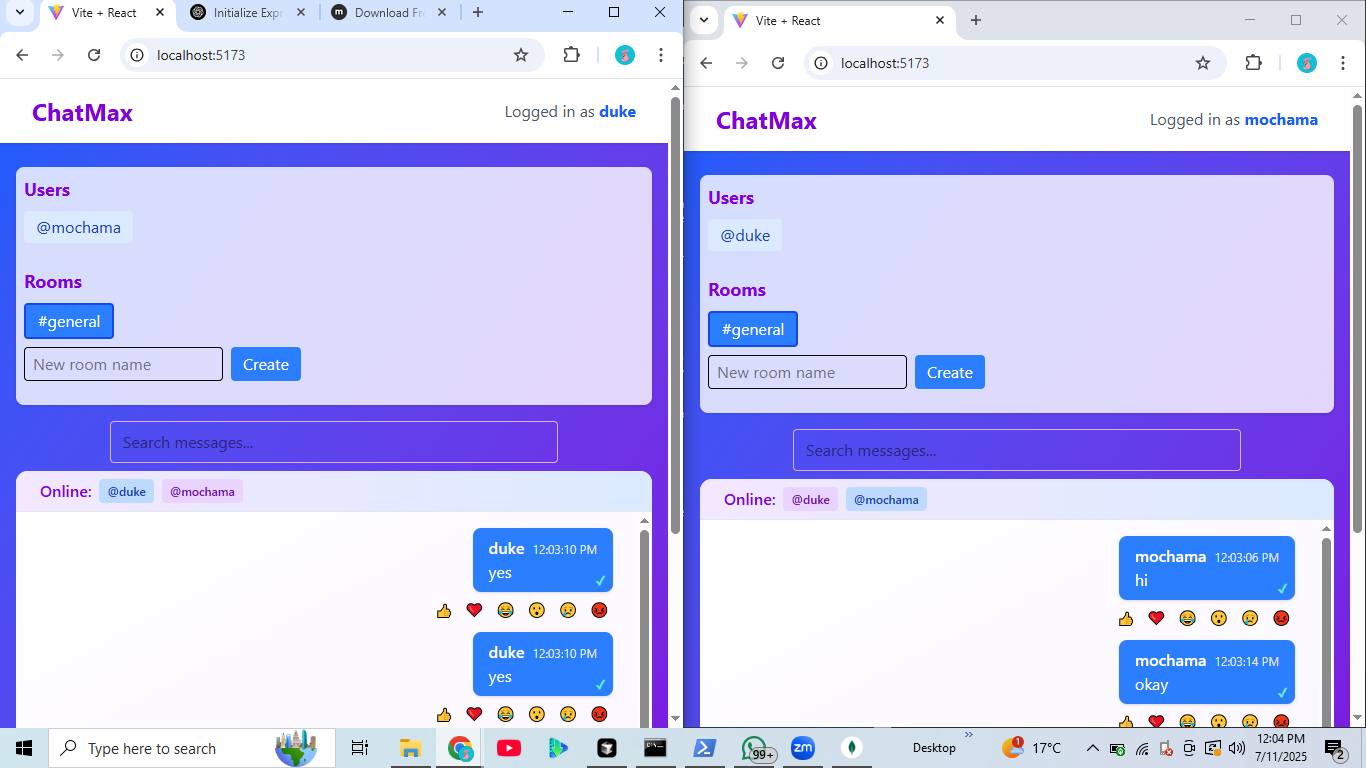 Vite + React
Initialize Expr
Download Fr
localhost:5173
ChatMax
Logged in as duke
Users
@mochama
Rooms
#general
New room name
Create
Search messages...
Online: @duke @mochama
duke 12:03:10 PM
yes
duke 12:03:10 PM
yes
Vite + React
localhost:5173
ChatMax
Logged in as mochama
Users
@duke
Rooms
#general
New room name
Create
Search messages...
Online: @duke @mochama
mochama 12:03:06 PM
hi
mochama 12:03:14 PM
okay
Type here to search
99+
zm
Desktop
1
17°C
12:04 PM
7/11/2025
2